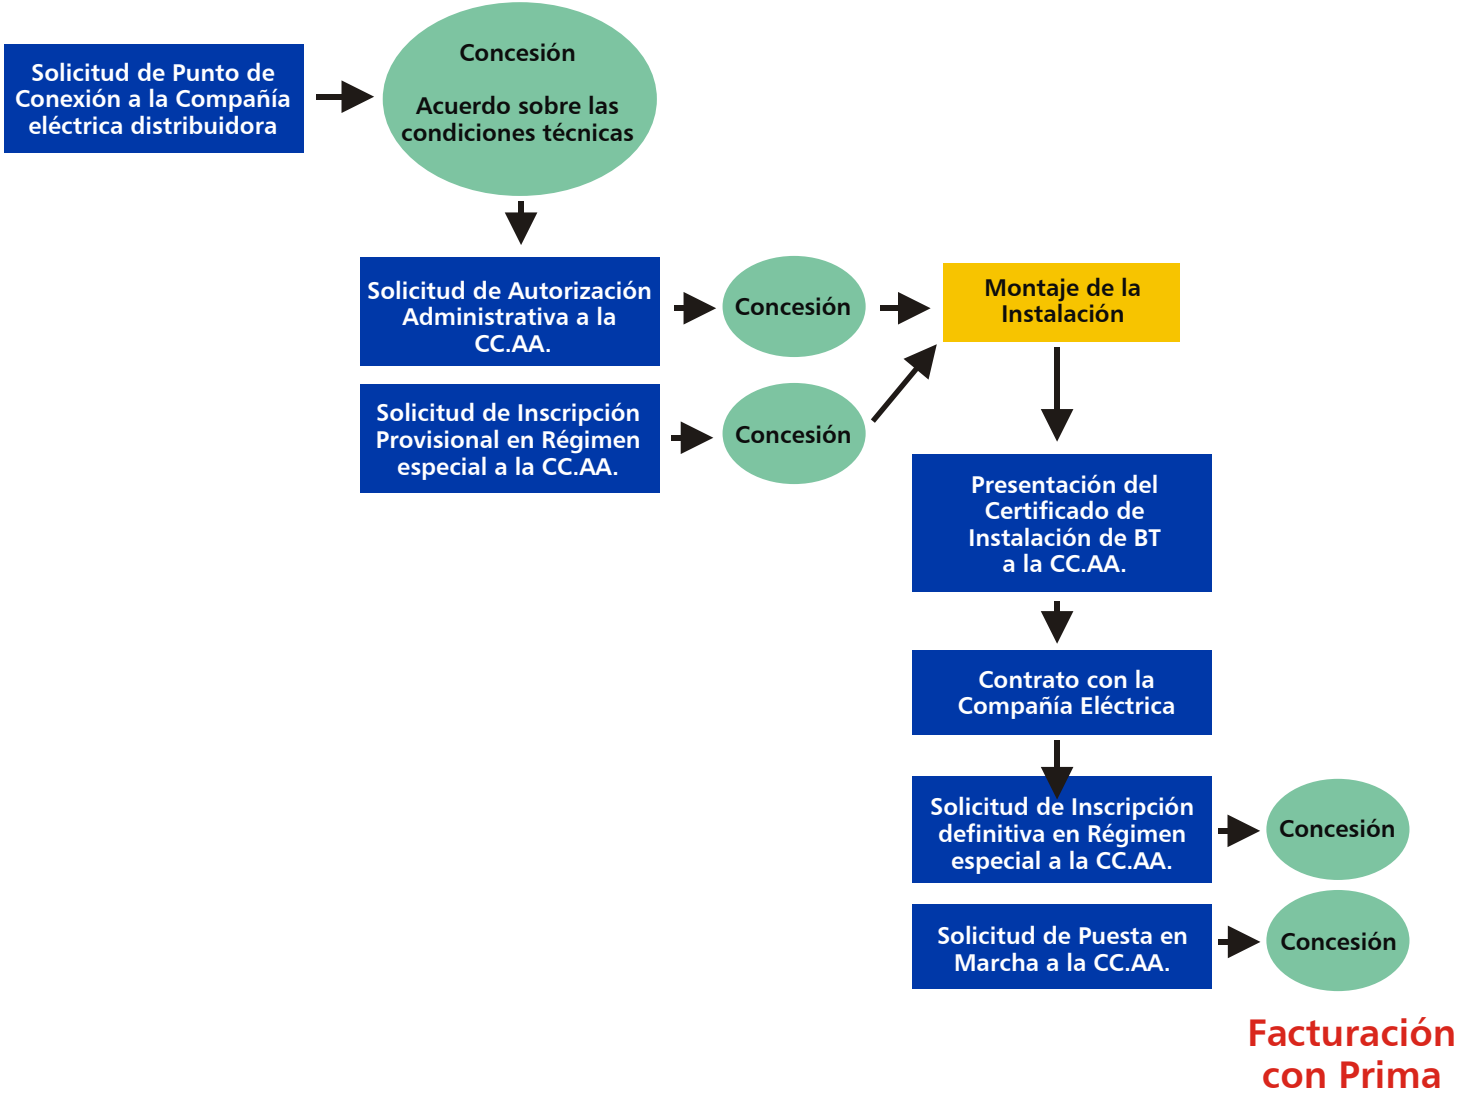 Solicitud de Punto de
Conexión a la Compañía
eléctrica distribuidora
Concesión
Acuerdo sobre las
condiciones técnicas
Solicitud de Autorización
Administrativa a la
CC.AA.
Concesión
Montaje de la
Instalación
Solicitud de Inscripción
Provisional en Régimen
especial a la CC.AA.
Concesión
Presentación del
Certificado de
Instalación de BT
a la CC.AA.
Contrato con la
Compañía Eléctrica
Solicitud de Inscripción
definitiva en Régimen
especial a la CC.AA.
Concesión
Solicitud de Puesta en
Marcha a la CC.AA.
Concesión
Facturación
con Prima